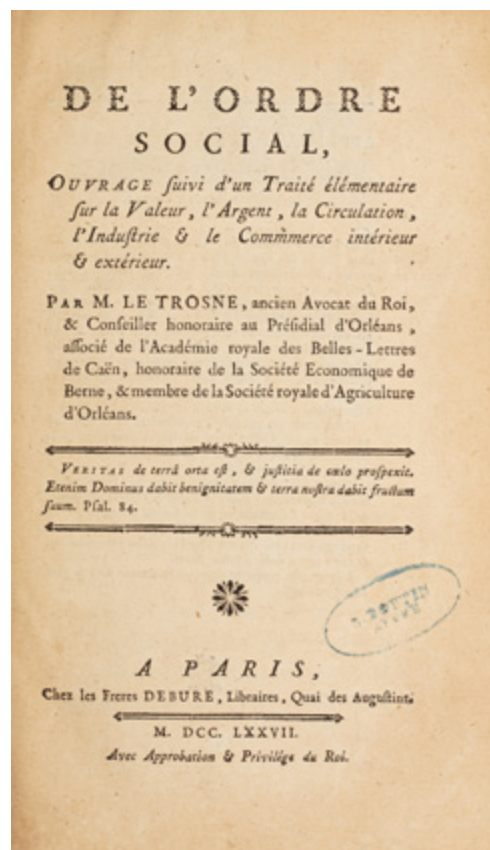 DE L'ORDRE
SOCIAL,
OUVRAGE ſuivi d'un Traité élémentaire
ſur la Valeur, l'Argent, la Circulation,
l'Induſtrie & le Commerce intérieur
& extérieur.
PAR M. LE TROSNE, ancien Avocat du Roi,
& Conſeiller honoraire au Préſidial d'Orléans,
aſſocié de l'Académie royale des Belles-Lettres
de Caën, honoraire de la Société Economique de
Berne, & membre de la Société royale d'Agriculture
d'Orléans.
VERITAS de terrâ orta eſt, & juſtitia de cœlo proſpexit.
Etenim Dominus dabit benignitatem & terra noſtra dabit fructum
ſuum. Pſal. 84.
A PARIS,
Chez les Freres DEBURE, Libraires, Quai des Auguſtins.
M. DCC. LXXVII.
Avec Approbation & Privilége du Roi.